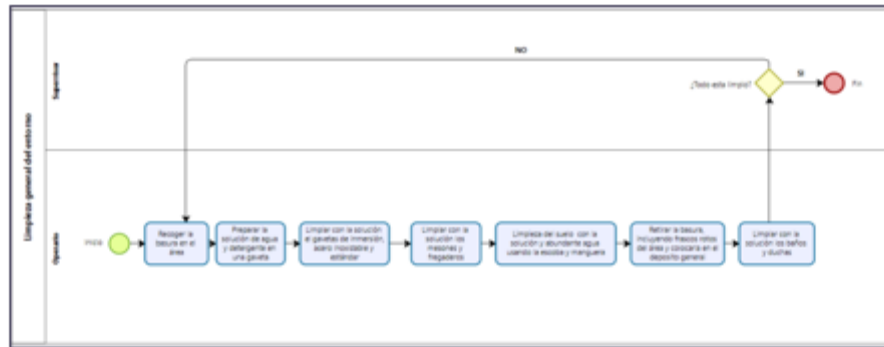 Limpieza general del entorno
Supervisor
NO
¿Todo esta limpio?
SI
Fin
Operario
Inicio
Recoger la
basura en el
área
Preparar la
solución de agua
y detergente en
una gaveta
Limpiar con la solución
el gavetas de inmersión,
acero inoxidable y
estándar
Limpiar con la
solución los
mesones y
fregaderos
Limpieza del suelo con la
solución y abundante agua
usando la escoba y manguera
Retirar la basura,
incluyendo frascos rotos
del área y colocarla en el
deposito general
Limpiar con la
solución los baños
y duchas